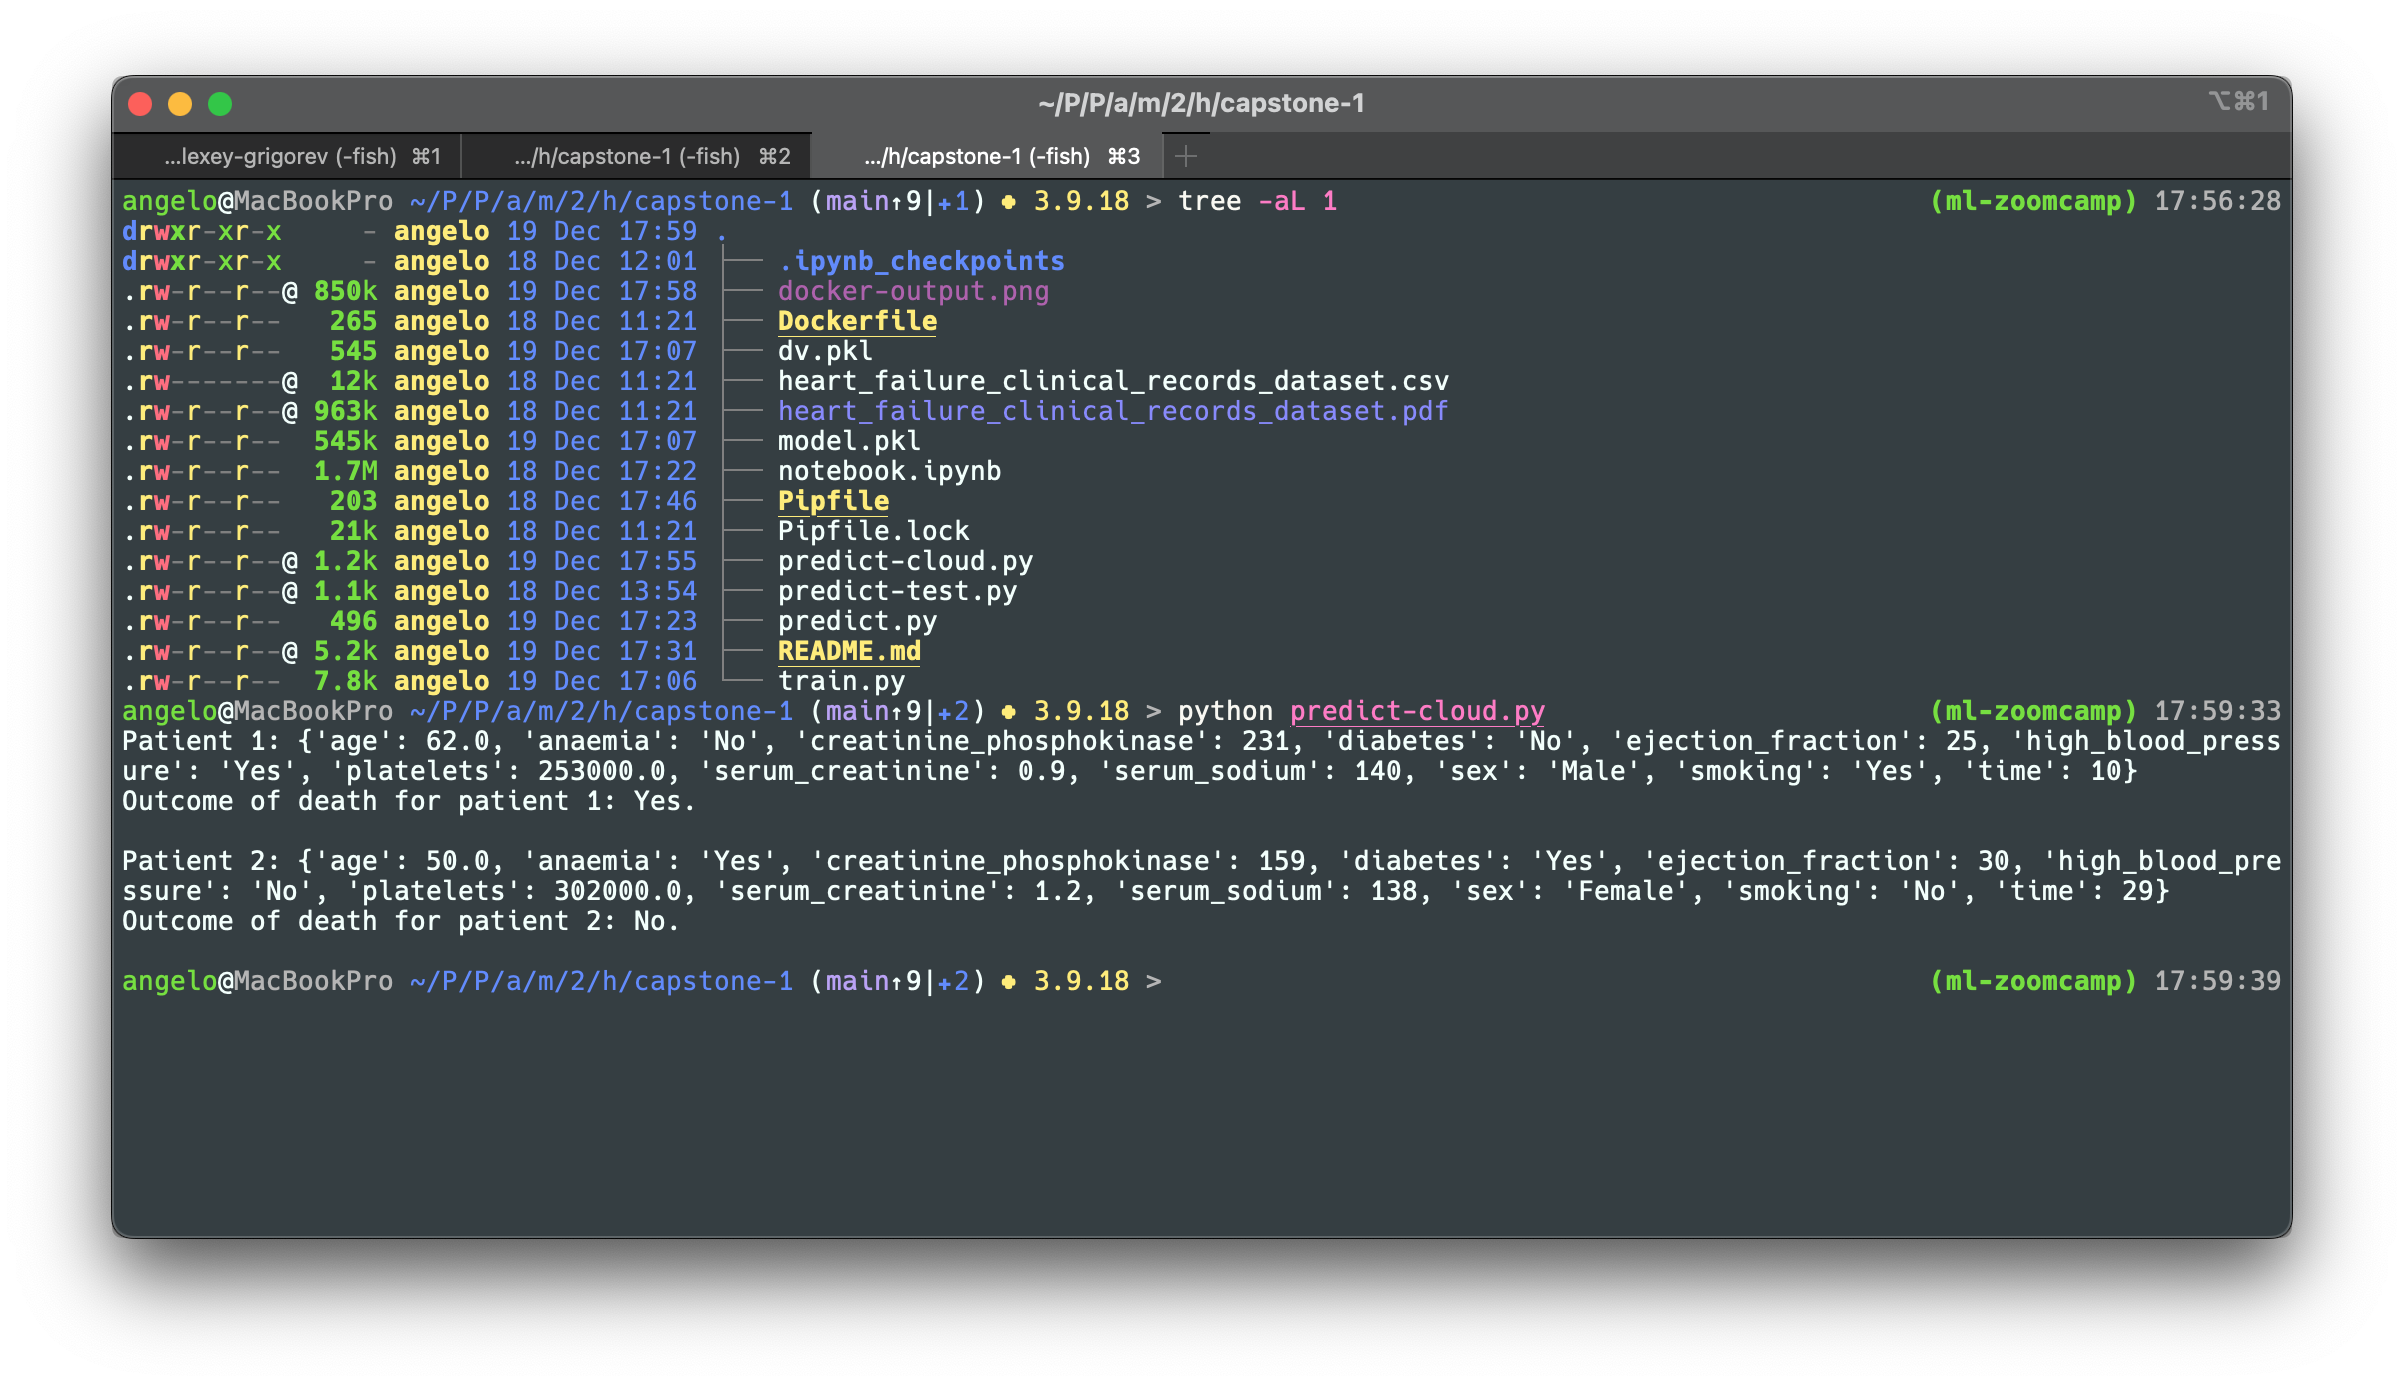 ~/P/P/a/m/2/h/capstone-1 ⌥⌘1
...lexey-grigorev (-fish) ⌘1 .../h/capstone-1 (-fish) ⌘2 .../h/capstone-1 (-fish) ⌘3 +
angelo@MacBookPro ~/P/P/a/m/2/h/capstone-1 (main↑9|+1) 3.9.18 > tree -aL 1 (ml-zoomcamp) 17:56:28
drwxr-xr-x - angelo 19 Dec 17:59 .
drwxr-xr-x - angelo 18 Dec 12:01 ├── .ipynb_checkpoints
.rw-r--r--@ 850k angelo 19 Dec 17:58 ├── docker-output.png
.rw-r--r-- 265 angelo 18 Dec 11:21 ├── Dockerfile
.rw-r--r-- 545 angelo 19 Dec 17:07 ├── dv.pkl
.rw-------@ 12k angelo 18 Dec 11:21 ├── heart_failure_clinical_records_dataset.csv
.rw-r--r--@ 963k angelo 18 Dec 11:21 ├── heart_failure_clinical_records_dataset.pdf
.rw-r--r-- 545k angelo 19 Dec 17:07 ├── model.pkl
.rw-r--r-- 1.7M angelo 18 Dec 17:22 ├── notebook.ipynb
.rw-r--r-- 203 angelo 18 Dec 17:46 ├── Pipfile
.rw-r--r-- 21k angelo 18 Dec 11:21 ├── Pipfile.lock
.rw-r--r--@ 1.2k angelo 19 Dec 17:55 ├── predict-cloud.py
.rw-r--r--@ 1.1k angelo 18 Dec 13:54 ├── predict-test.py
.rw-r--r-- 496 angelo 19 Dec 17:23 ├── predict.py
.rw-r--r--@ 5.2k angelo 19 Dec 17:31 ├── README.md
.rw-r--r-- 7.8k angelo 19 Dec 17:06 └── train.py
angelo@MacBookPro ~/P/P/a/m/2/h/capstone-1 (main↑9|+2) 3.9.18 > python predict-cloud.py (ml-zoomcamp) 17:59:33
Patient 1: {'age': 62.0, 'anaemia': 'No', 'creatinine_phosphokinase': 231, 'diabetes': 'No', 'ejection_fraction': 25, 'high_blood_press
ure': 'Yes', 'platelets': 253000.0, 'serum_creatinine': 0.9, 'serum_sodium': 140, 'sex': 'Male', 'smoking': 'Yes', 'time': 10}
Outcome of death for patient 1: Yes.
Patient 2: {'age': 50.0, 'anaemia': 'Yes', 'creatinine_phosphokinase': 159, 'diabetes': 'Yes', 'ejection_fraction': 30, 'high_blood_pre
ssure': 'No', 'platelets': 302000.0, 'serum_creatinine': 1.2, 'serum_sodium': 138, 'sex': 'Female', 'smoking': 'No', 'time': 29}
Outcome of death for patient 2: No.
angelo@MacBookPro ~/P/P/a/m/2/h/capstone-1 (main↑9|+2) 3.9.18 > (ml-zoomcamp) 17:59:39